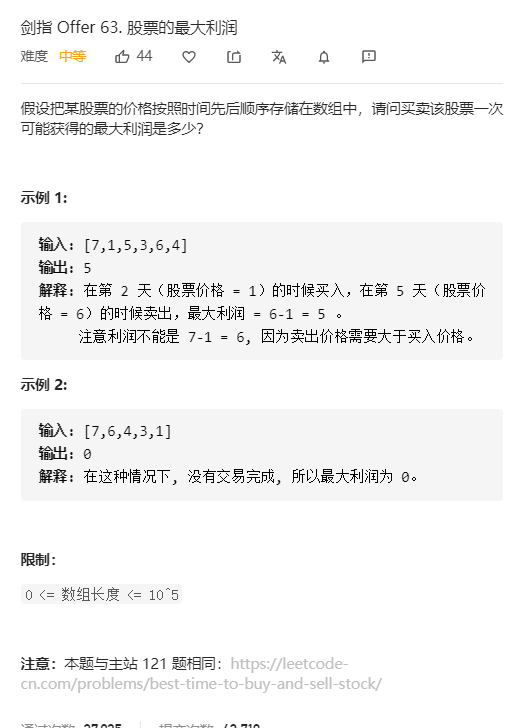 剑指 Offer 63. 股票的最大利润
难度 中等 44
假设把某股票的价格按照时间先后顺序存储在数组中，请问买卖该股票一次
可能获得的最大利润是多少？
示例 1:
输入: [7,1,5,3,6,4]
输出: 5
解释: 在第 2 天（股票价格 = 1）的时候买入，在第 5 天（股票价
格 = 6）的时候卖出，最大利润 = 6-1 = 5 。
注意利润不能是 7-1 = 6, 因为卖出价格需要大于买入价格。
示例 2:
输入: [7,6,4,3,1]
输出: 0
解释: 在这种情况下, 没有交易完成, 所以最大利润为 0。
限制：
0 <= 数组长度 <= 10^5
注意：本题与主站 121 题相同：https://leetcode-
cn.com/problems/best-time-to-buy-and-sell-stock/